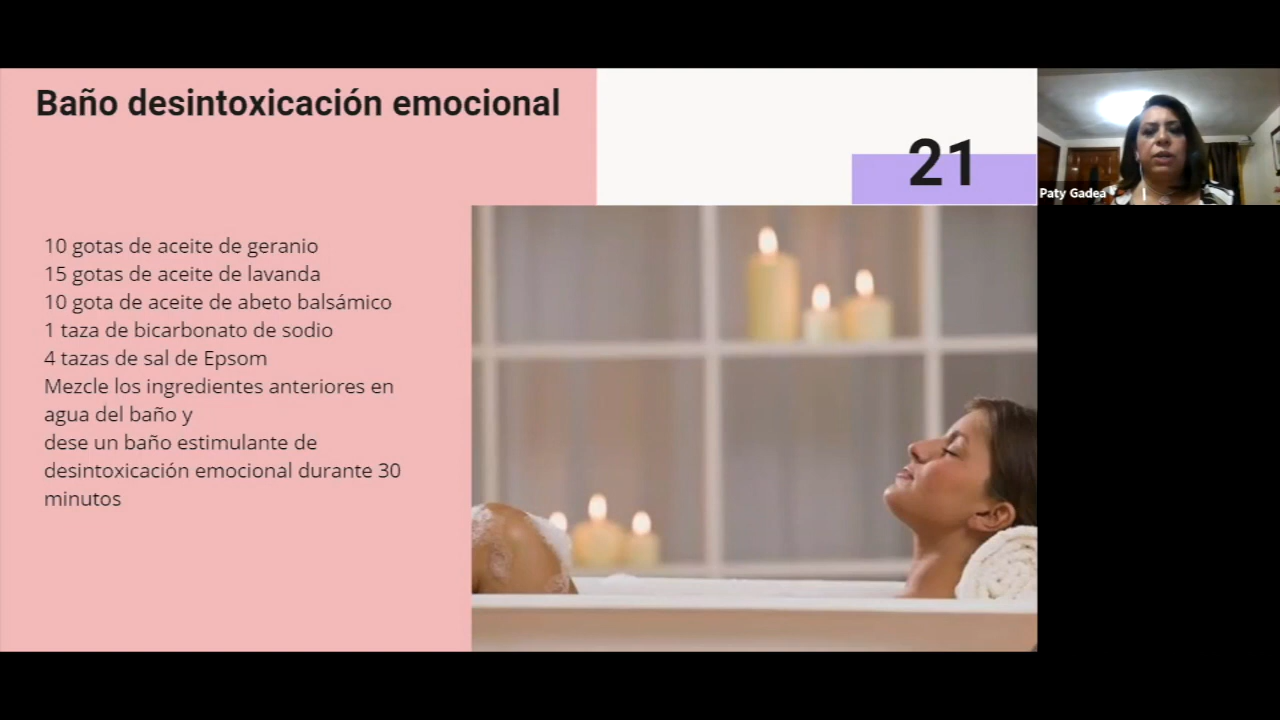 Baño desintoxicación emocional
21
Paty Gadea
10 gotas de aceite de geranio
15 gotas de aceite de lavanda
10 gota de aceite de abeto balsámico
1 taza de bicarbonato de sodio
4 tazas de sal de Epsom
Mezcle los ingredientes anteriores en
agua del baño y
dese un baño estimulante de
desintoxicación emocional durante 30
minutos